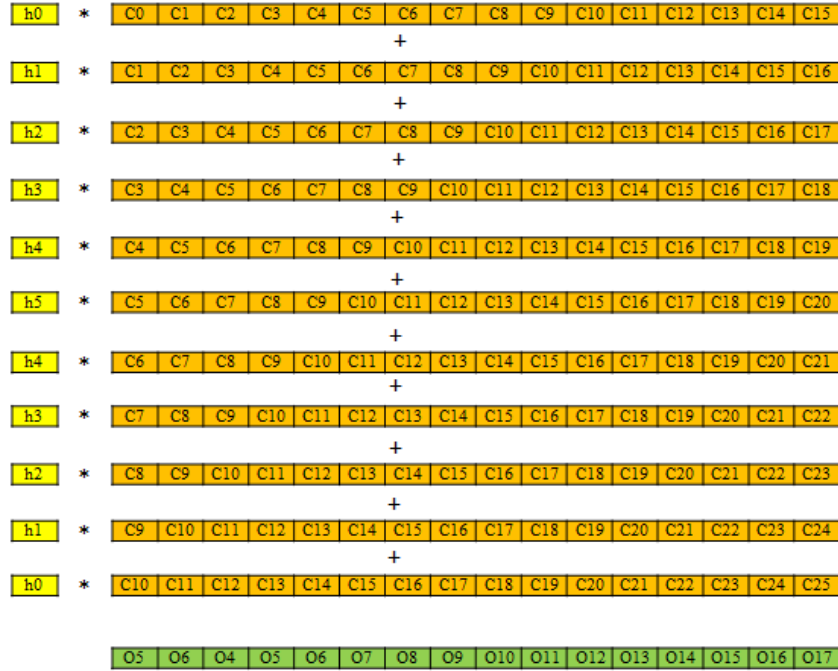 h0 * C0 C1 C2 C3 C4 C5 C6 C7 C8 C9 C10 C11 C12 C13 C14 C15
+
h1 * C1 C2 C3 C4 C5 C6 C7 C8 C9 C10 C11 C12 C13 C14 C15 C16
+
h2 * C2 C3 C4 C5 C6 C7 C8 C9 C10 C11 C12 C13 C14 C15 C16 C17
+
h3 * C3 C4 C5 C6 C7 C8 C9 C10 C11 C12 C13 C14 C15 C16 C17 C18
+
h4 * C4 C5 C6 C7 C8 C9 C10 C11 C12 C13 C14 C15 C16 C17 C18 C19
+
h5 * C5 C6 C7 C8 C9 C10 C11 C12 C13 C14 C15 C16 C17 C18 C19 C20
+
h4 * C6 C7 C8 C9 C10 C11 C12 C13 C14 C15 C16 C17 C18 C19 C20 C21
+
h3 * C7 C8 C9 C10 C11 C12 C13 C14 C15 C16 C17 C18 C19 C20 C21 C22
+
h2 * C8 C9 C10 C11 C12 C13 C14 C15 C16 C17 C18 C19 C20 C21 C22 C23
+
h1 * C9 C10 C11 C12 C13 C14 C15 C16 C17 C18 C19 C20 C21 C22 C23 C24
+
h0 * C10 C11 C12 C13 C14 C15 C16 C17 C18 C19 C20 C21 C22 C23 C24 C25
O5 O6 O4 O5 O6 O7 O8 O9 O10 O11 O12 O13 O14 O15 O16 O17